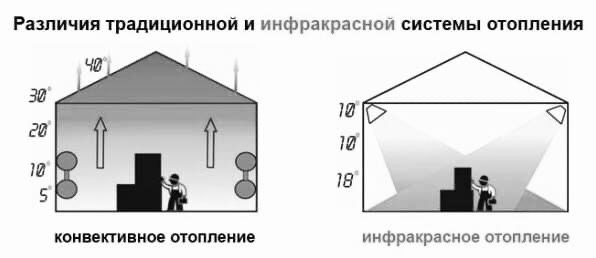 Различия традиционной и инфракрасной системы отопления
40°
30°
20°
10°
5°
10°
10°
18°
конвективное отопление
инфракрасное отопление